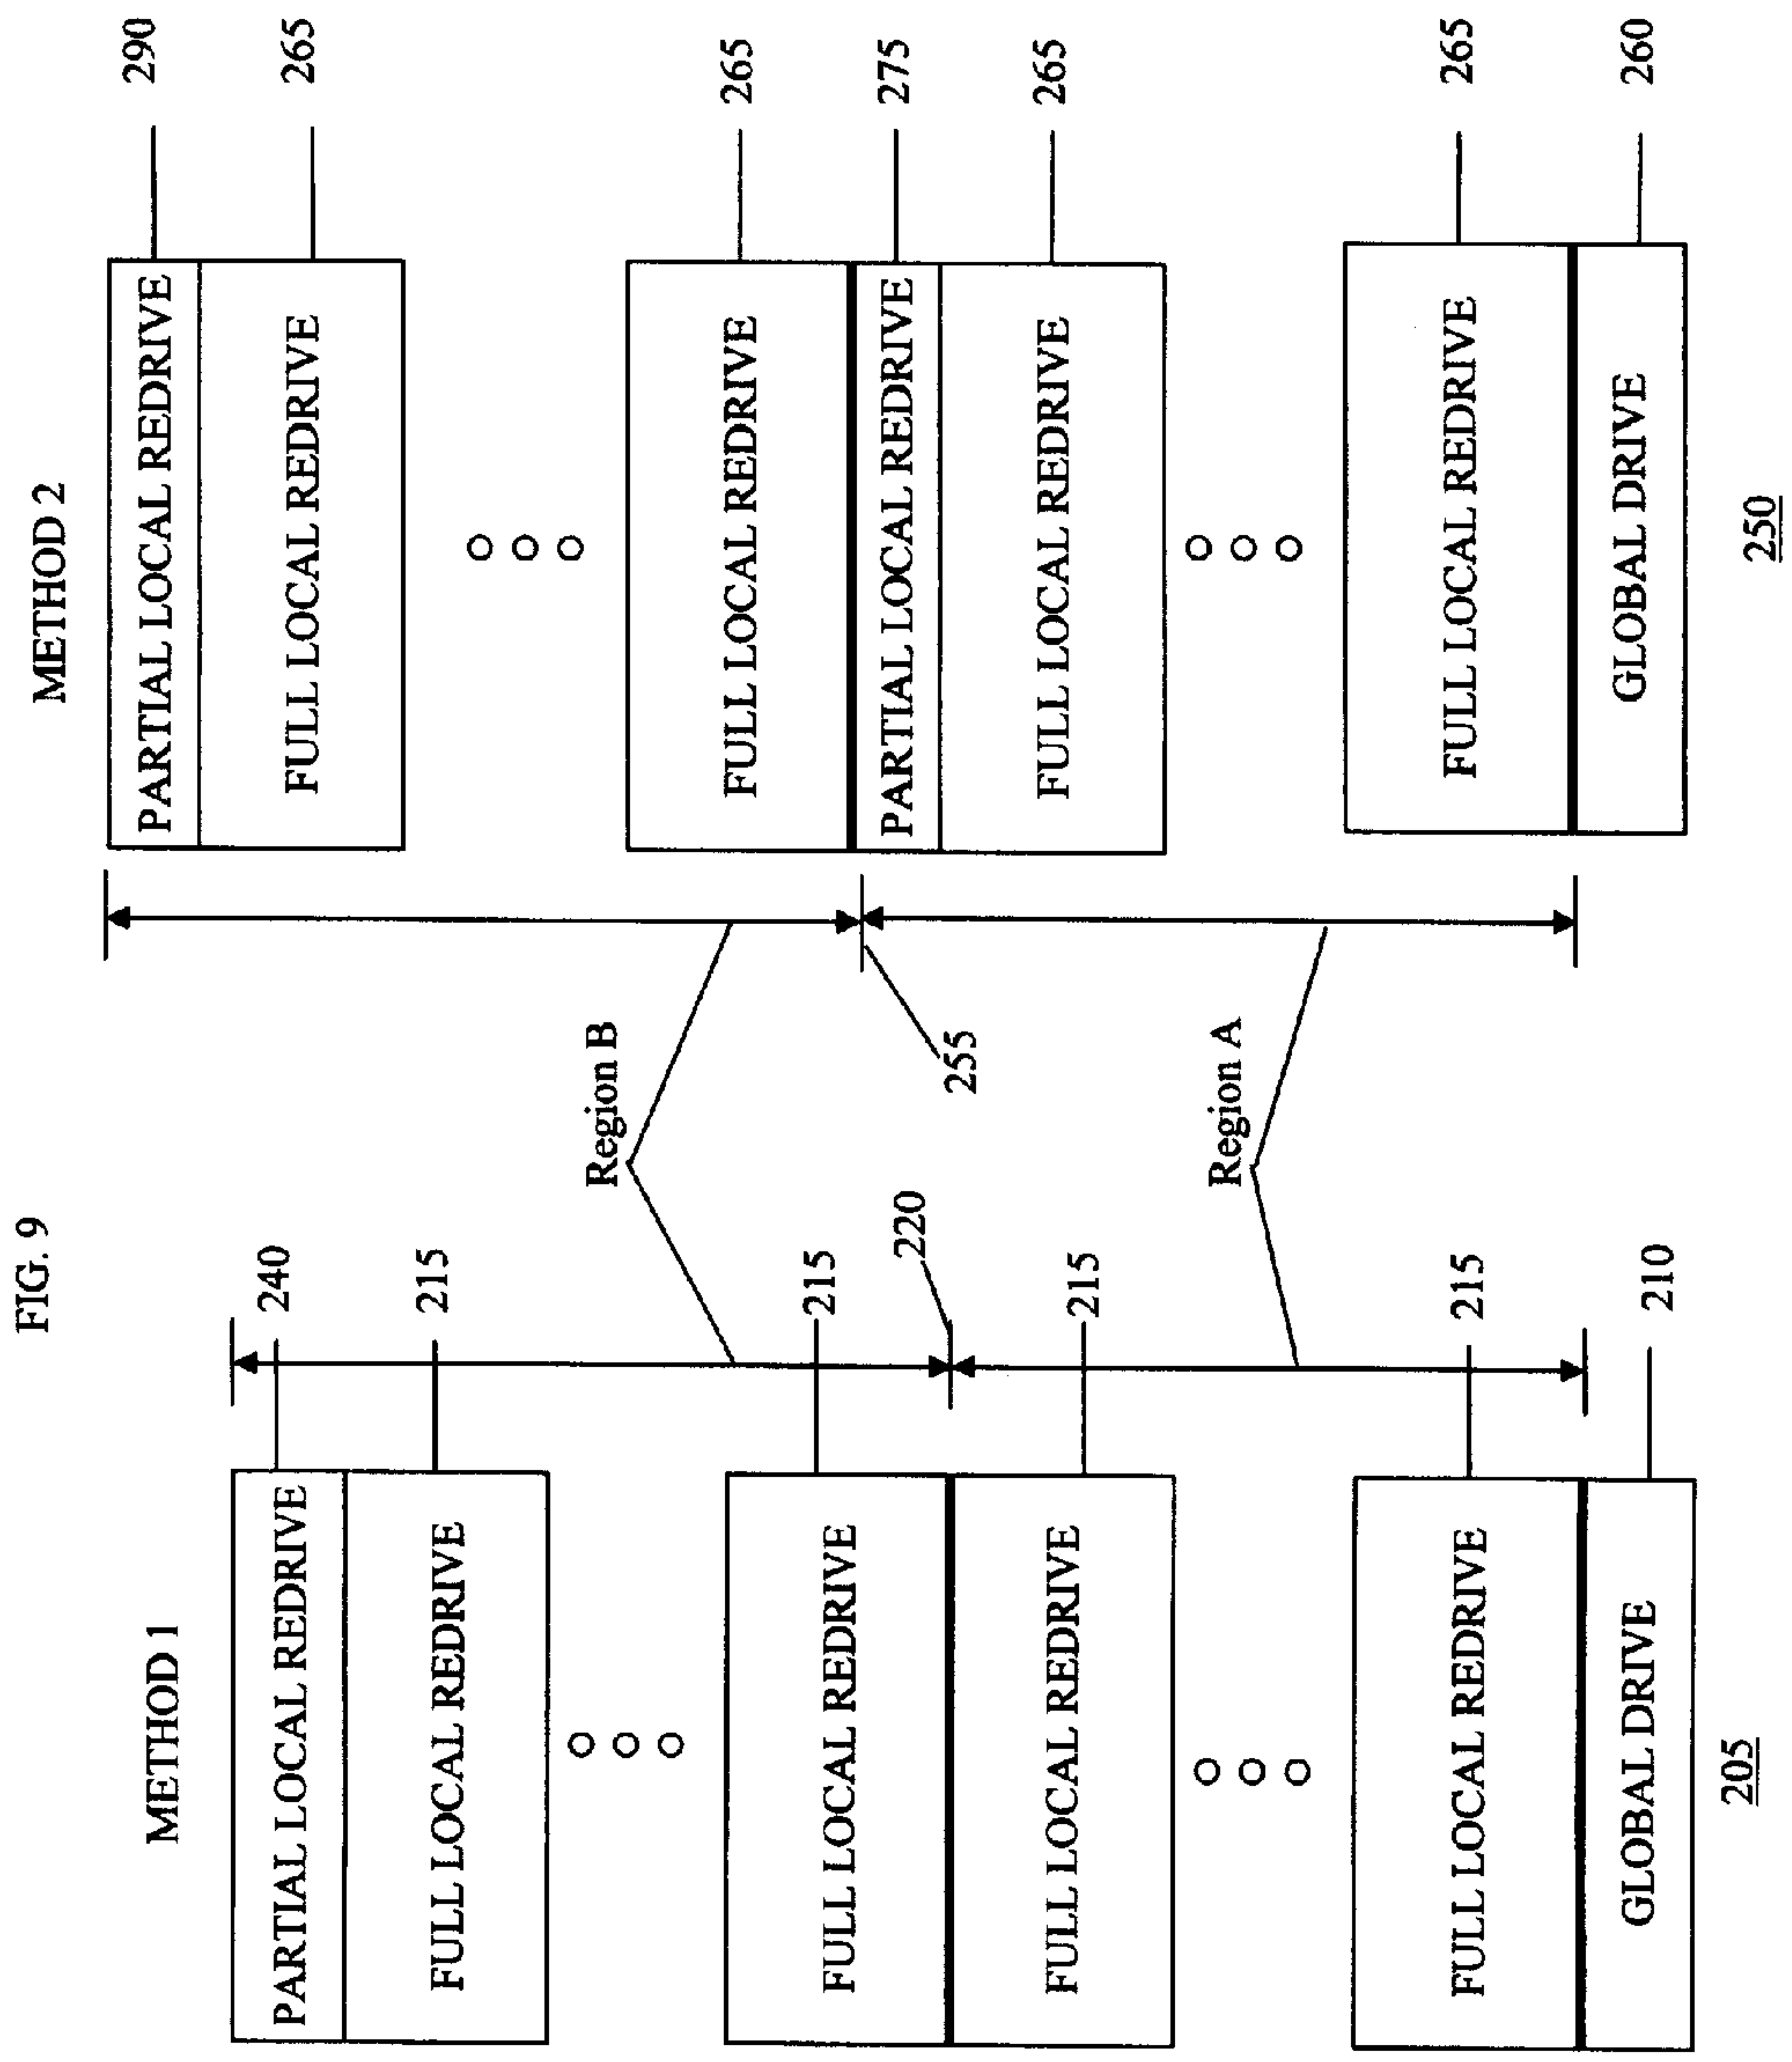 FIG. 9
METHOD 1
PARTIAL LOCAL REDRIVE
240
FULL LOCAL REDRIVE
215
FULL LOCAL REDRIVE
215
220
FULL LOCAL REDRIVE
215
FULL LOCAL REDRIVE
215
GLOBAL DRIVE
210
205
Region B
255
Region A
METHOD 2
PARTIAL LOCAL REDRIVE
290
FULL LOCAL REDRIVE
265
FULL LOCAL REDRIVE
265
PARTIAL LOCAL REDRIVE
275
FULL LOCAL REDRIVE
265
FULL LOCAL REDRIVE
265
GLOBAL DRIVE
260
250